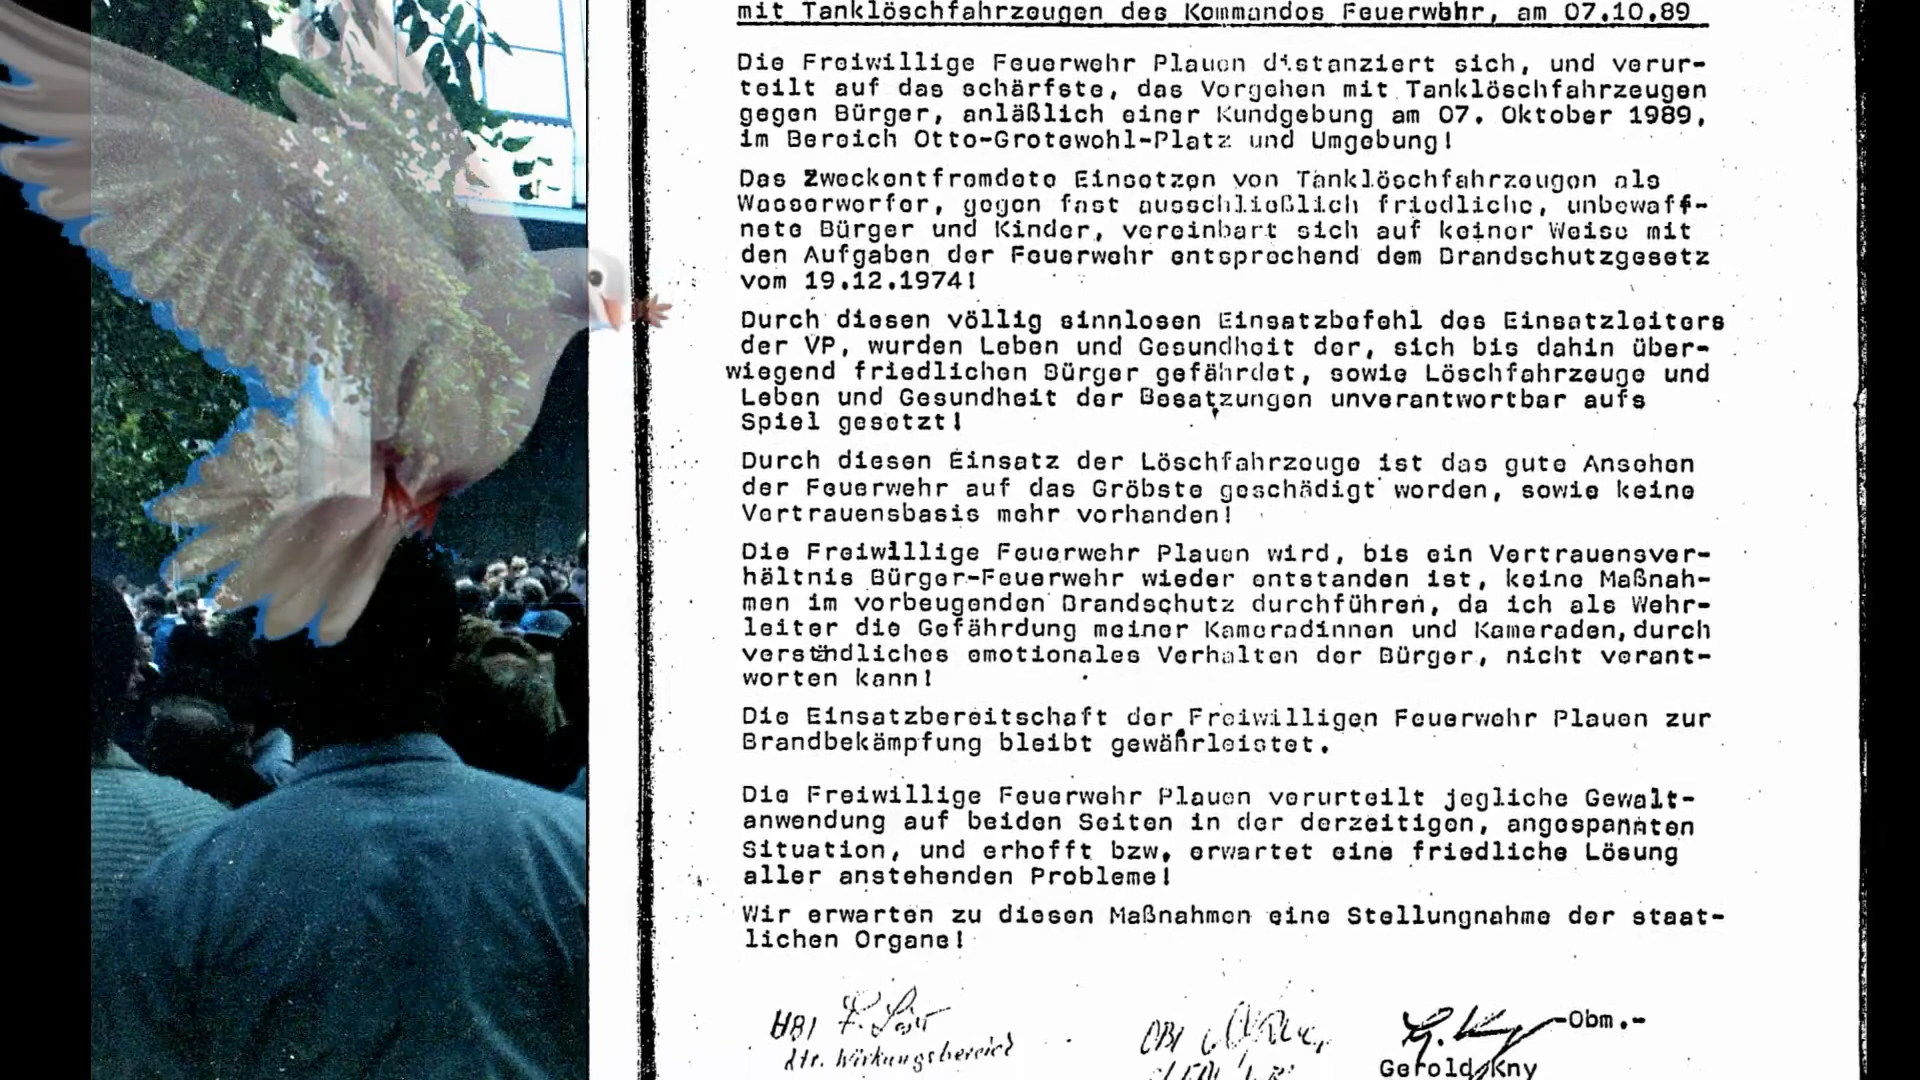 mit Tanklöschfahrzeugen des Kommandos Feuerwehr, am 07.10.89
Die Freiwillige Feuerwehr Plauen distanziert sich, und verur-
teilt auf das schärfste, das Vorgehen mit Tanklöschfahrzeugen
gegen Bürger, anläßlich einer Kundgebung am 07. Oktober 1989,
im Bereich Otto-Grotewohl-Platz und Umgebung!
Das Zweckentfremdete Einsetzen von Tanklöschfahrzeugen als
Wasserwerfer, gegen fast ausschließlich friedliche, unbewaff-
nete Bürger und Kinder, vereinbart sich auf keiner Weise mit
den Aufgaben der Feuerwehr entsprechend dem Brandschutzgesetz
vom 19.12.1974!
Durch diesen völlig sinnlosen Einsatzbefehl des Einsatzleiters
der VP, wurden Leben und Gesundheit der, sich bis dahin über-
wiegend friedlichen Bürger gefährdet, sowie Löschfahrzeuge und
Leben und Gesundheit der Besatzungen unverantwortbar aufs
Spiel gesetzt!
Durch diesen Einsatz der Löschfahrzeuge ist das gute Ansehen
der Feuerwehr auf das Gröbste geschädigt worden, sowie keine
Vertrauensbasis mehr vorhanden!
Die Freiwillige Feuerwehr Plauen wird, bis ein Vertrauensver-
hältnis Bürger-Feuerwehr wieder entstanden ist, keine Maßnah-
men im vorbeugenden Brandschutz durchführen, da ich als Wehr-
leiter die Gefährdung meiner Kameradinnen und Kameraden, durch
verständliches emotionales Verhalten der Bürger, nicht verant-
worten kann!
Die Einsatzbereitschaft der Freiwilligen Feuerwehr Plauen zur
Brandbekämpfung bleibt gewährleistet.
Die Freiwillige Feuerwehr Plauen verurteilt jegliche Gewalt-
anwendung auf beiden Seiten in der derzeitigen, angespannten
Situation, und erhofft bzw. erwartet eine friedliche Lösung
aller anstehenden Probleme!
Wir erwarten zu diesen Maßnahmen eine Stellungnahme der staat-
lichen Organe!
HBI
Ltr. Wirkungsbereich
OBI
-Obm.-
Gerold Kny